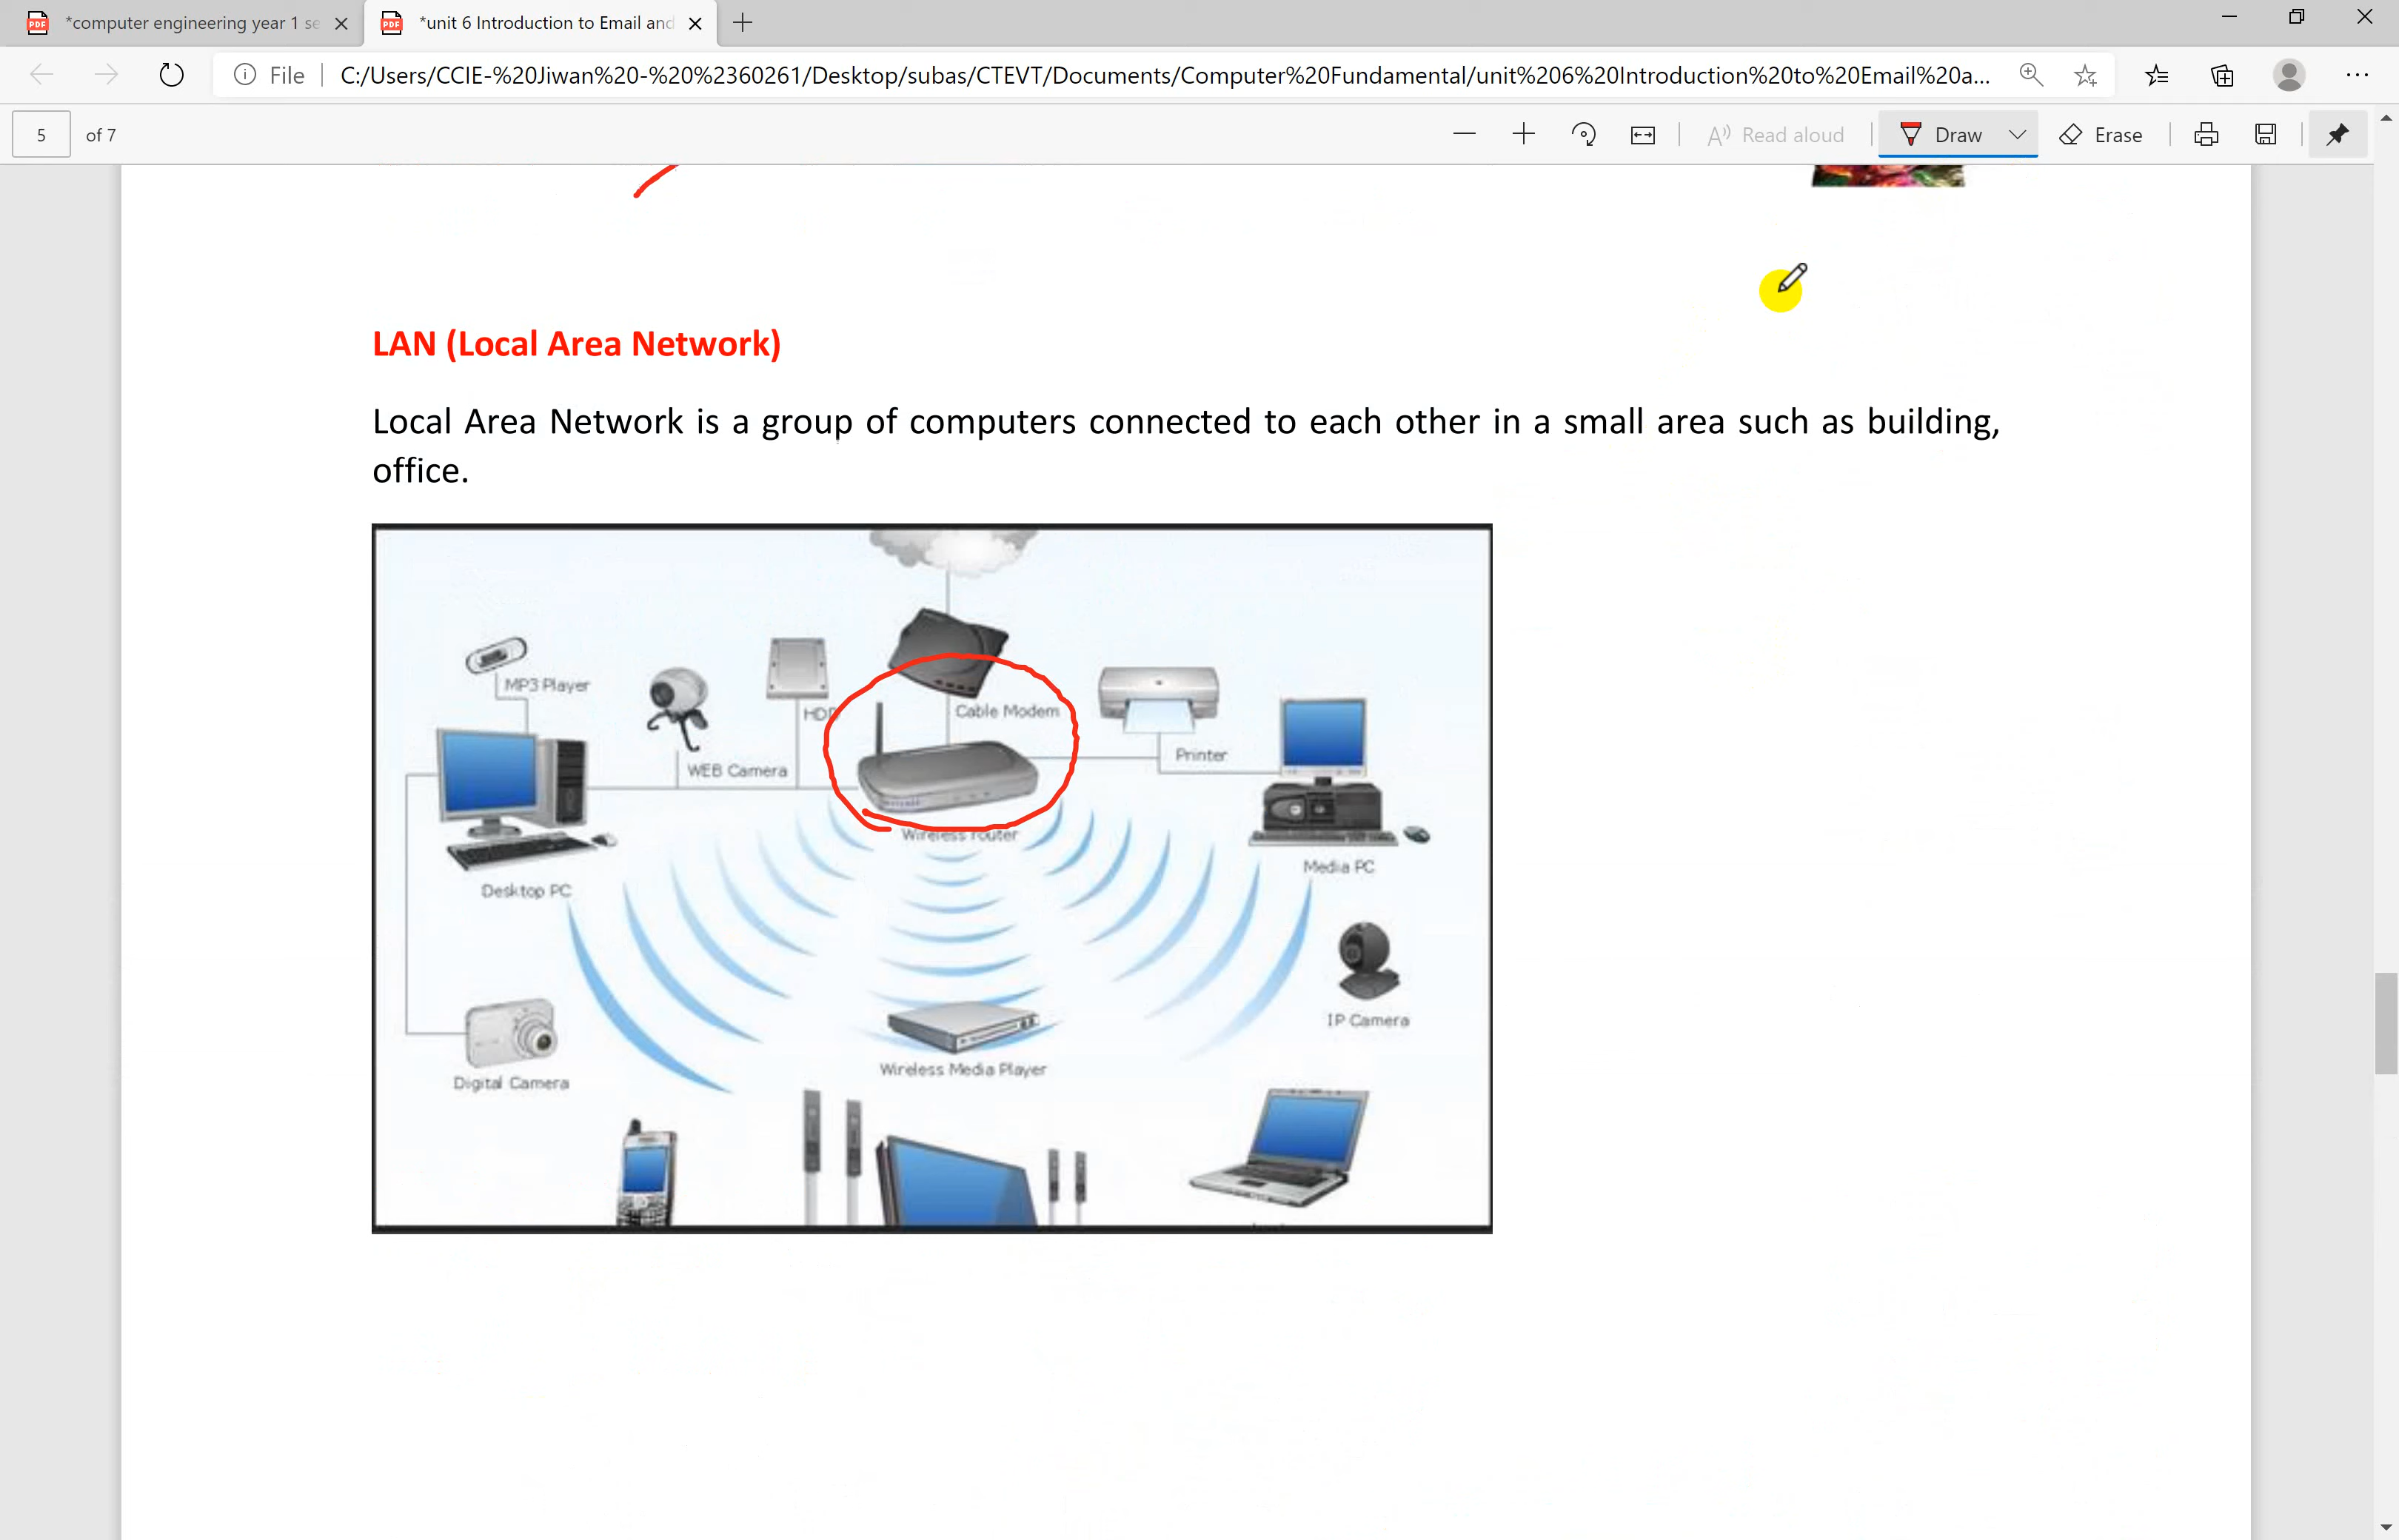 *computer engineering year 1 se
*unit 6 Introduction to Email and
File
C:/Users/CCIE-%20Jiwan%20-%20%2360261/Desktop/subas/CTEVT/Documents/Computer%20Fundamental/unit%206%20Introduction%20to%20Email%20a...
5 of 7
Read aloud
Draw
Erase
LAN (Local Area Network)
Local Area Network is a group of computers connected to each other in a small area such as building,
office.
MP3 Player
HDD
Cable Modem
WEB Camera
Printer
Wireless router
Media PC
Desktop PC
IP Camera
Wireless Media Player
Digital Camera